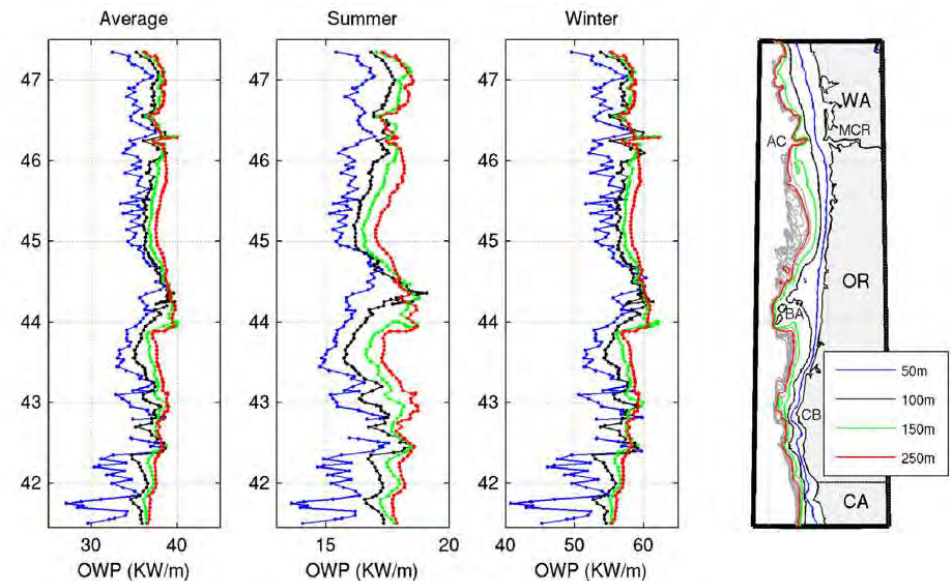 Average Summer Winter
47 47 47
46 46 46
45 45 45
44 44 44
43 43 43
42 42 42
25 30 40 15 20 40 50 60
OWP (KW/m) OWP (KW/m) OWP (KW/m)
WA
MCR
AC
OR
BA
50m
100m
CB
150m
250m
CA